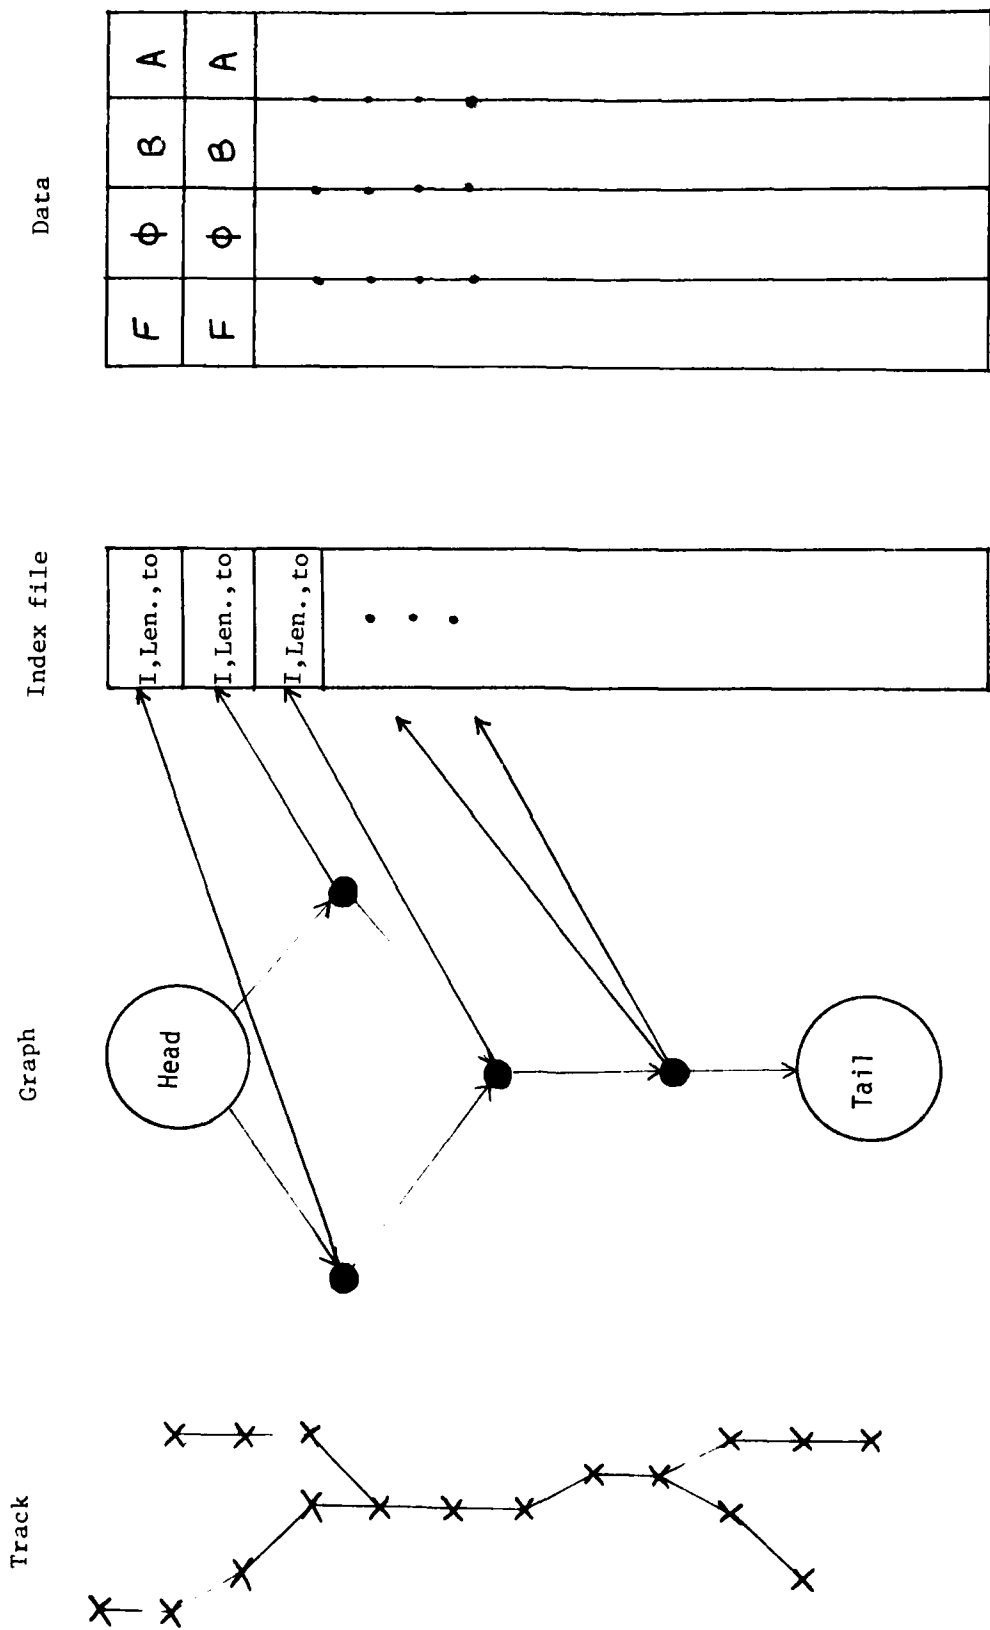 Track
Graph
Index file
Data
Head
Tail
I,Len.,to
I,Len.,to
I,Len.,to
F Φ B A
F Φ B A